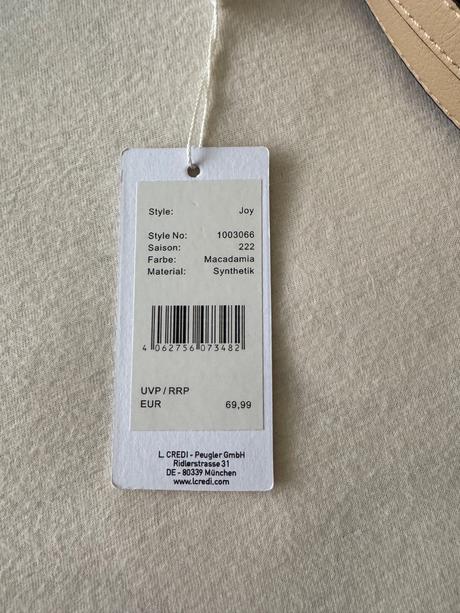 Style: Joy
Style No: 1003066
Saison: 222
Farbe: Macadamia
Material: Synthetik
4 062756 073482
UVP / RRP
EUR 69,99
L. CREDI - Peugler GmbH
Ridlerstrasse 31
DE - 80339 München
www.lcredi.com